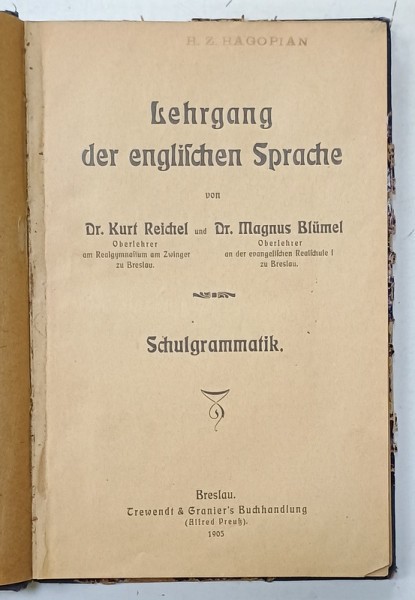 H. Z. HAGOPIAN
Lehrgang
der engliſchen Sprache
von
Dr. Kurt Reichel und Dr. Magnus Blümel
Oberlehrer Oberlehrer
am Realgymnaſium am Zwinger an der evangeliſchen Realſchule I
zu Breslau. zu Breslau.
Schulgrammatik.
Breslau.
Trewendt & Granier's Buchhandlung
(Alfred Preuß).
1905